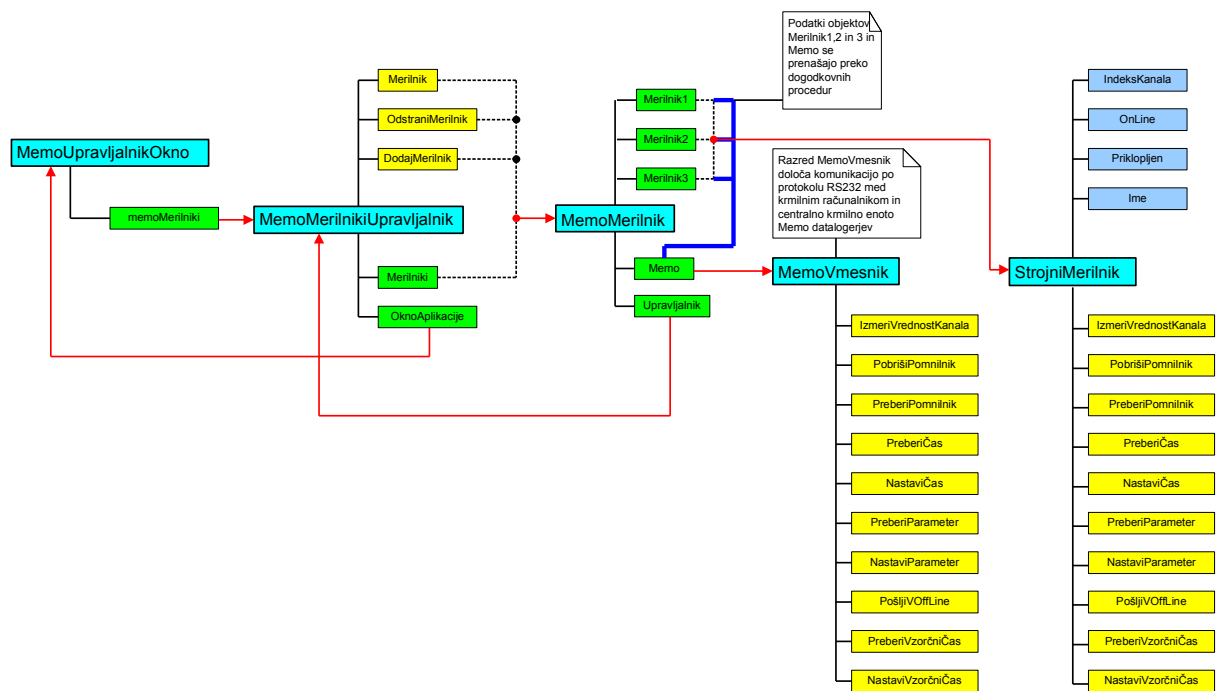 Podatki objektov
Merilnik1,2 in 3 in
Memo se
prenašajo preko
dogodkovnih
procedur
Merilnik
OdstraniMerilnik
DodajMerilnik
MemoUpravljalnikOkno
memoMerilniki
MemoMerilnikiUpravljalnik
Merilniki
OknoAplikacije
Merilnik1
Merilnik2
Merilnik3
MemoMerilnik
Memo
Upravljalnik
Razred MemoVmesnik
določa komunikacijo po
protokolu RS232 med
krmilnim računalnikom in
centralno krmilno enoto
Memo datalogerjev
MemoVmesnik
IzmeriVrednostKanala
PobrišiPomnilnik
PreberiPomnilnik
PreberiČas
NastaviČas
PreberiParameter
NastaviParameter
PošljiVOffLine
PreberiVzorčniČas
NastaviVzorčniČas
IndeksKanala
OnLine
Priklopljen
Ime
StrojniMerilnik
IzmeriVrednostKanala
PobrišiPomnilnik
PreberiPomnilnik
PreberiČas
NastaviČas
PreberiParameter
NastaviParameter
PošljiVOffLine
PreberiVzorčniČas
NastaviVzorčniČas